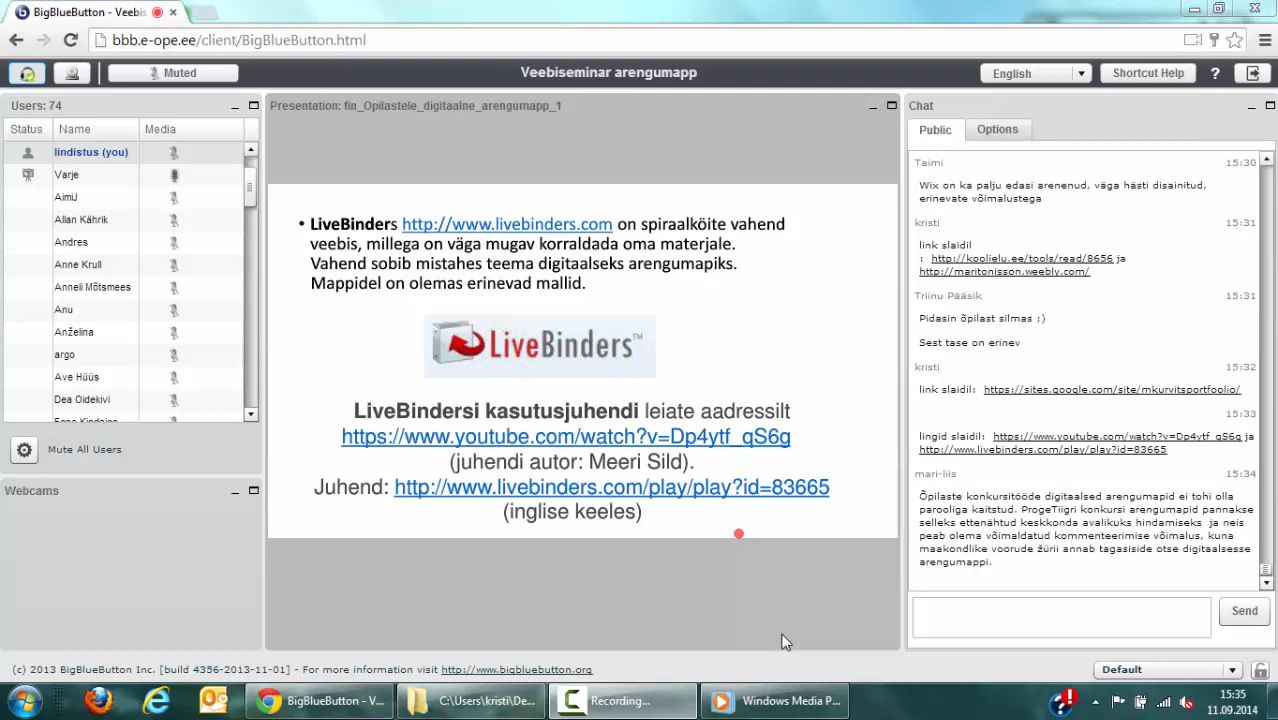 BigBlueButton - Veebis
bbb.e-ope.ee/client/BigBlueButton.html
Muted
Veebiseminar arengumapp
English
Shortcut Help
?
Users: 74
Status Name Media
lindistus (you)
Varje
AimiJ
Allan Kährik
Andres
Anne Krull
Anneli Mõtsmees
Anu
Anželina
argo
Ave Hüüs
Dea Oidekivi
Mute All Users
Webcams
Presentation: fin_Opilastele_digitaalne_arengumapp_1
• LiveBinders http://www.livebinders.com on spiraalköite vahend
veebis, millega on väga mugav korraldada oma materjale.
Vahend sobib mistahes teema digitaalseks arengumapiks.
Mappidel on olemas erinevad mallid.
LiveBinders™
LiveBindersi kasutusjuhendi leiate aadressilt
https://www.youtube.com/watch?v=Dp4ytf_qS6g
(juhendi autor: Meeri Sild).
Juhend: http://www.livebinders.com/play/play?id=83665
(inglise keeles)
Chat
Public Options
Taimi 15:30
Wix on ka palju edasi arenenud, väga hästi disainitud,
erinevate võimalustega
kristi 15:31
link slaidil
: http://koolielu.ee/tools/read/8656 ja
http://maritonisson.weebly.com/
Triinu Pääsik 15:31
Pidasin õpilast silmas ;)
Sest tase on erinev
kristi 15:32
link slaidil: https://sites.google.com/site/mkurvitsportfoolio/
15:33
lingid slaidil: https://www.youtube.com/watch?v=Dp4ytf_qS6g ja
http://www.livebinders.com/play/play?id=83665
mari-liis 15:34
Õpilaste konkursitööde digitaalsed arengumapid ei tohi olla
parooliga kaitstud. ProgeTiigri konkursi arengumapid pannakse
selleks ettenähtud keskkonda avalikuks hindamiseks ja neis
peab olema võimaldatud kommenteerimise võimalus, kuna
maakondlike voorude žürii annab tagasiside otse digitaalsesse
arengumappi.
Send
(c) 2013 BigBlueButton Inc. [build 4356-2013-11-01] - For more information visit http://www.bigbluebutton.org
Default
BigBlueButton - V...
C:\Users\kristi\De...
Recording...
Windows Media P...
15:35
11.09.2014